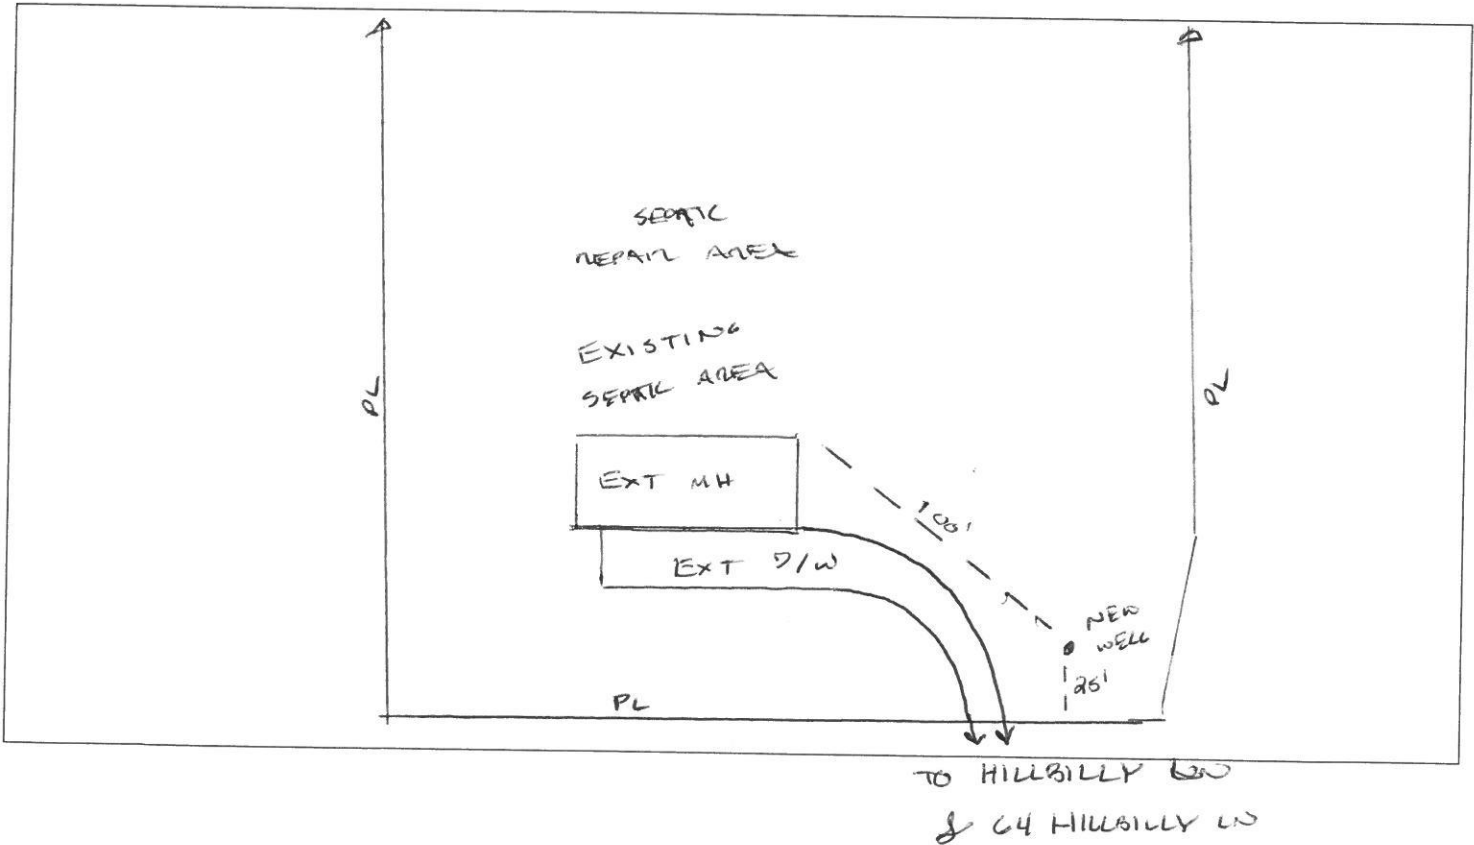 SEPTIC
REPAIR AREA
EXISTING
SEPTIC AREA
PL
PL
EXT MH
100'
EXT D/W
NEW
WELL
25'
PL
TO HILLBILLY
& 64 HILLBILLY LN